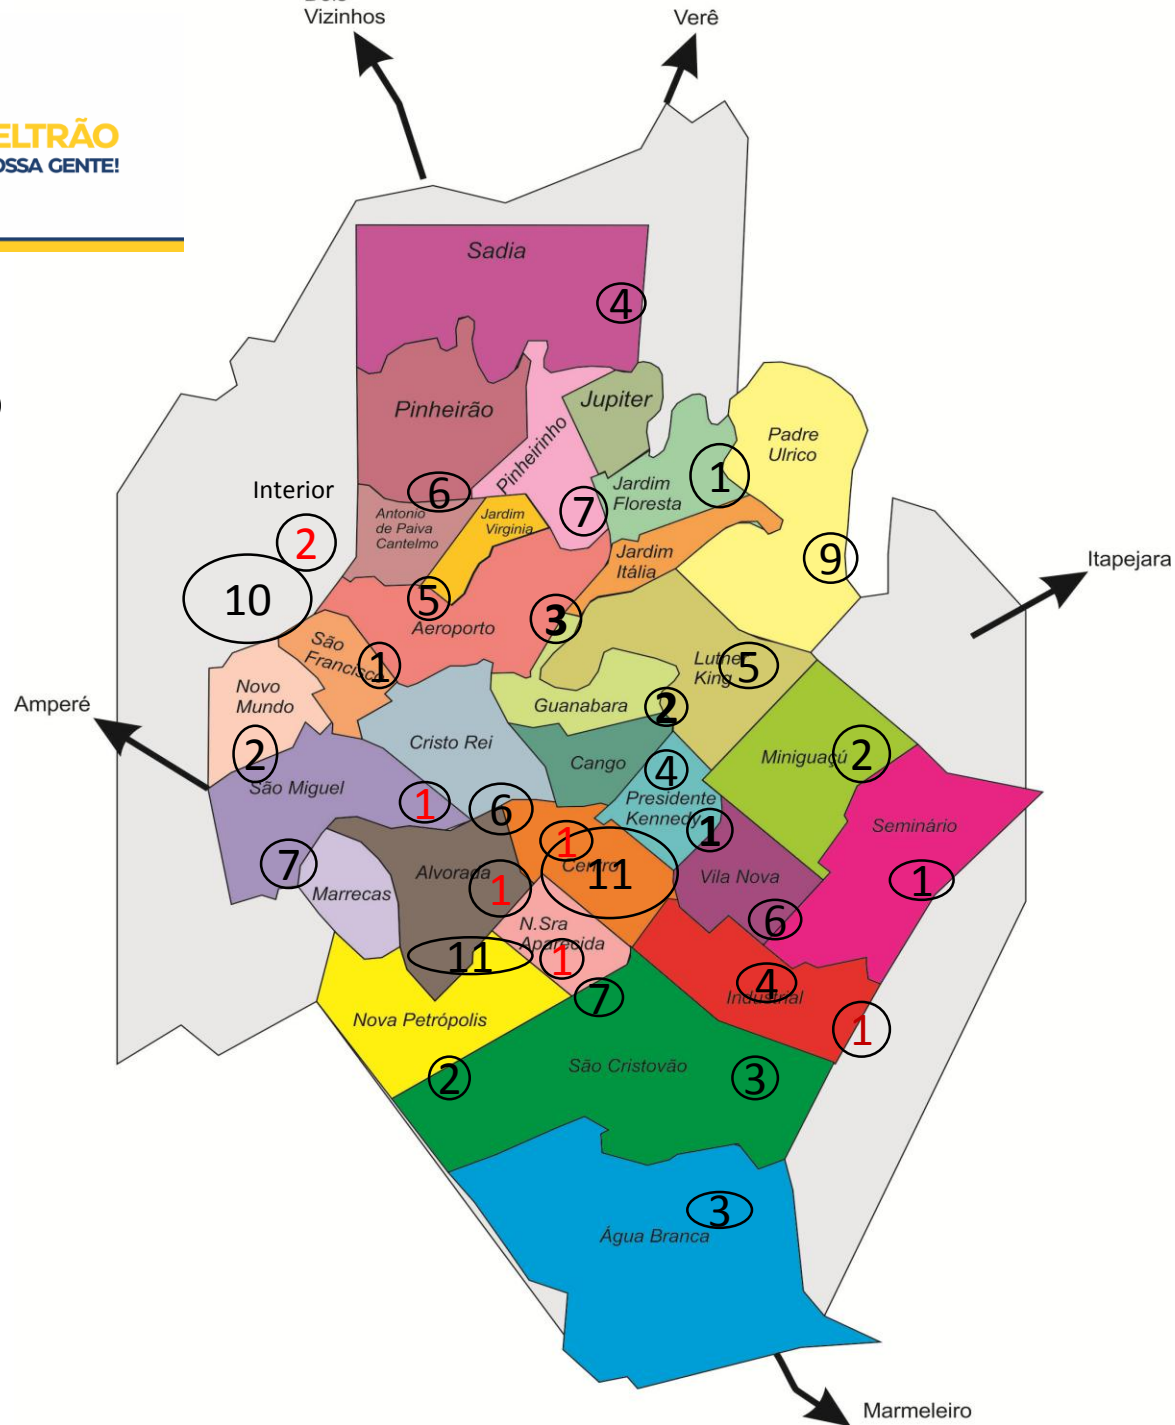 Vizinhos
Verê
ELTRÃO
OSSA GENTE!
Sadia
4
Pinheirão
Pinheirinho
Jupiter
Padre
Ulrico
Interior
6
7
Jardim
Floresta
1
Antonio
de Paiva
Cantelmo
Jardim
Virginia
2
10
Jardim
Itália
9
Itapejara
5
Aeroporto
3
São
Francisco
1
Luther
King
5
Amperé
Novo
Mundo
Guanabara
2
2
Cristo Rei
Cango
4
Miniguaçú
2
São Miguel
1
6
Presidente
Kennedy
1
Seminário
1
7
Marrecas
Alvorada
1
1
Centro
11
Vila Nova
6
N.Sra
Aparecida
1
11
7
4
Industrial
1
Nova Petrópolis
2
São Cristovão
3
3
Água Branca
Marmeleiro